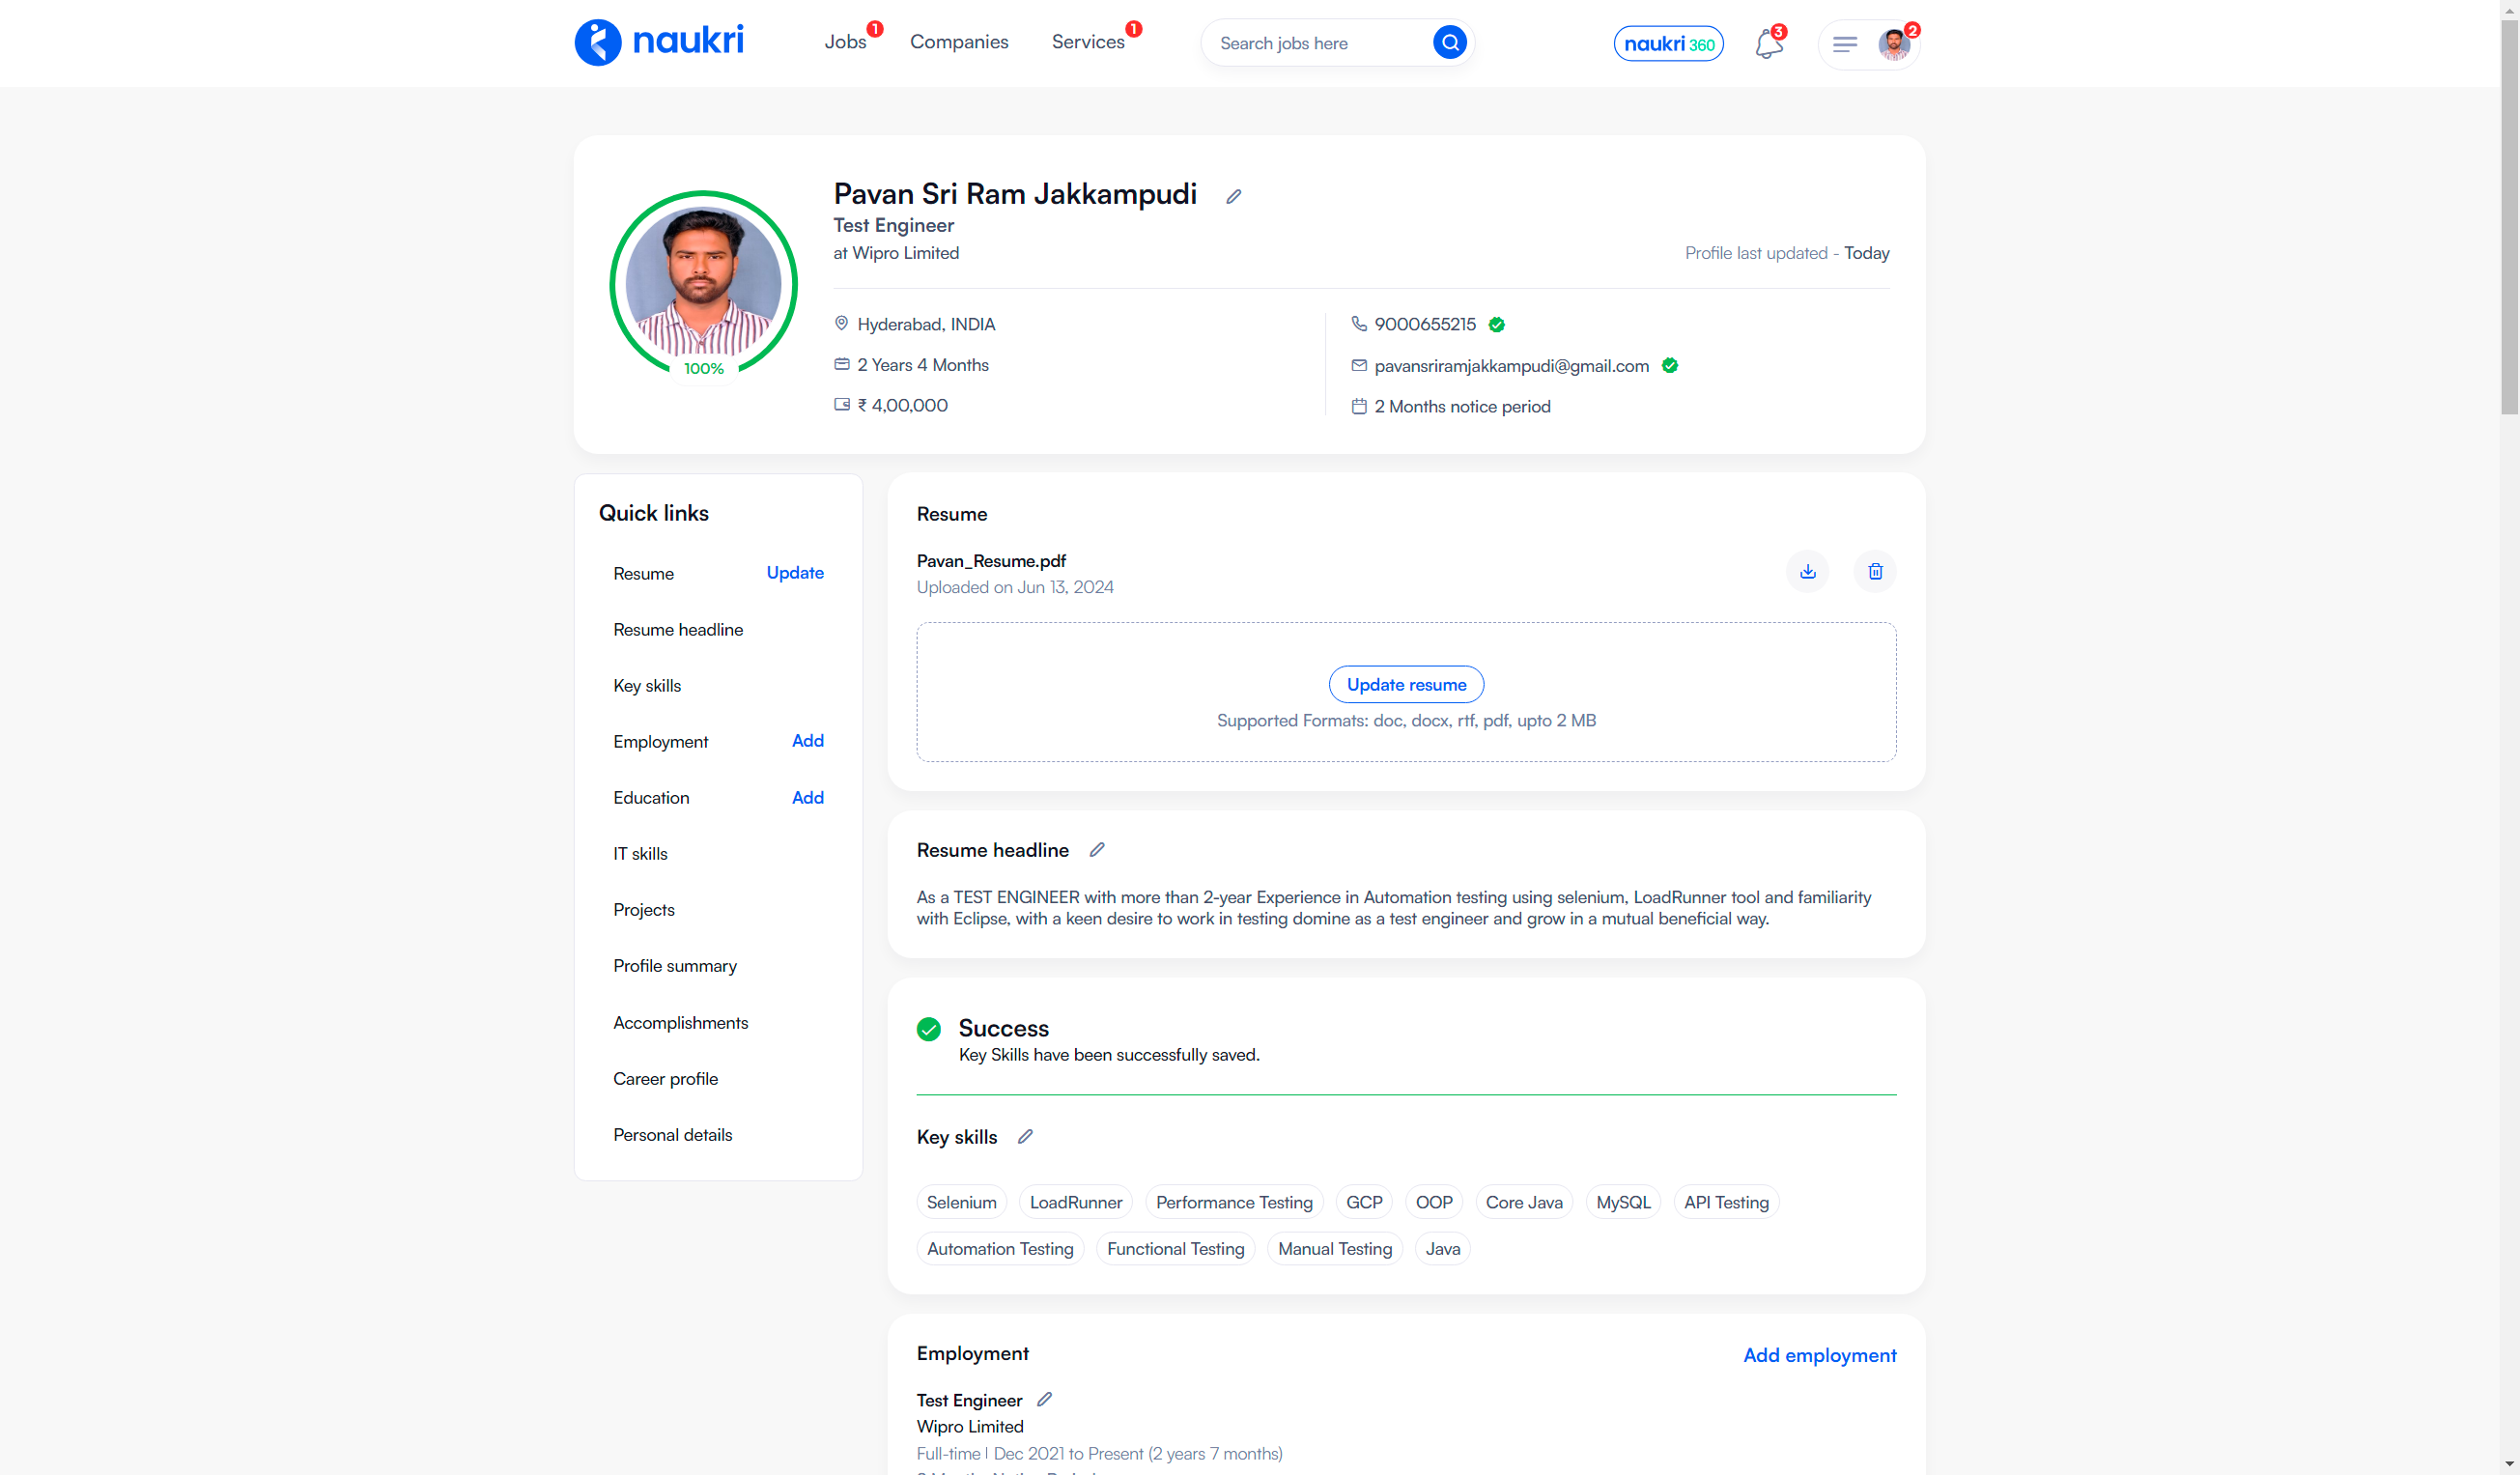 naukri
Jobs 1
Companies
Services 1
Search jobs here
naukri 360
3
2
Pavan Sri Ram Jakkampudi
Test Engineer
at Wipro Limited
Profile last updated - Today
100%
Hyderabad, INDIA
2 Years 4 Months
₹ 4,00,000
9000655215
pavansriramjakkampudi@gmail.com
2 Months notice period
Quick links
Resume Update
Resume headline
Key skills
Employment Add
Education Add
IT skills
Projects
Profile summary
Accomplishments
Career profile
Personal details
Resume
Pavan_Resume.pdf
Uploaded on Jun 13, 2024
Update resume
Supported Formats: doc, docx, rtf, pdf, upto 2 MB
Resume headline
As a TEST ENGINEER with more than 2-year Experience in Automation testing using selenium, LoadRunner tool and familiarity
with Eclipse, with a keen desire to work in testing domine as a test engineer and grow in a mutual beneficial way.
Success
Key Skills have been successfully saved.
Key skills
Selenium LoadRunner Performance Testing GCP OOP Core Java MySQL API Testing
Automation Testing Functional Testing Manual Testing Java
Employment
Add employment
Test Engineer
Wipro Limited
Full-time | Dec 2021 to Present (2 years 7 months)